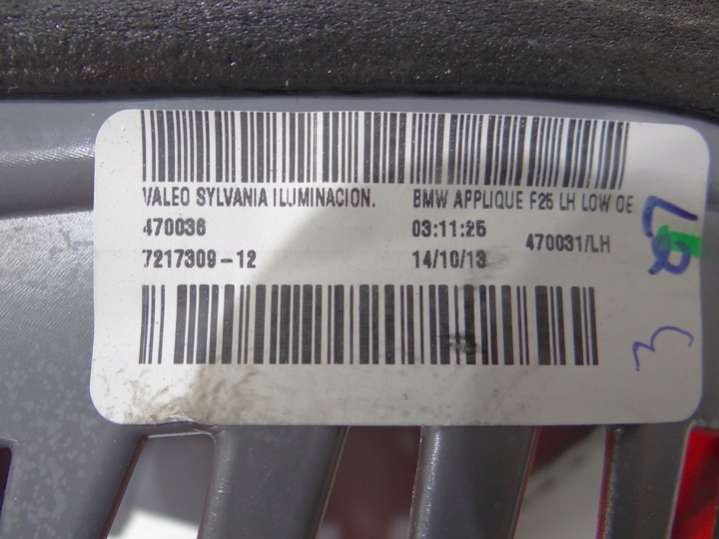 VALEO SYLVANIA ILUMINACION. BMW APPLIQUE F25 LH LOW OE
470036 03:11:25 470031/LH
7217309-12 14/10/13
3